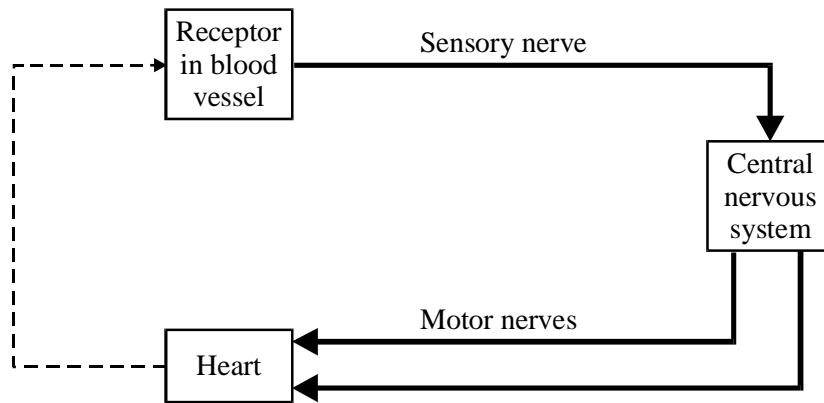 Receptor
in blood
vessel
Sensory nerve
Central
nervous
system
Motor nerves
Heart